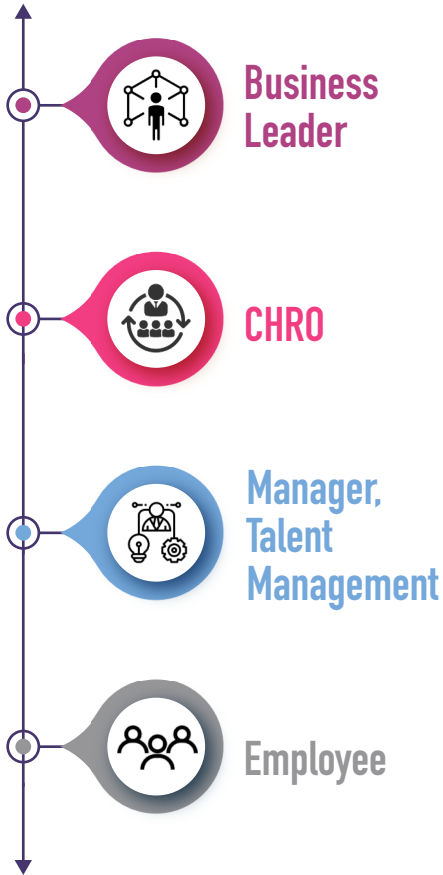 Business
Leader
CHRO
Manager,
Talent
Management
Employee